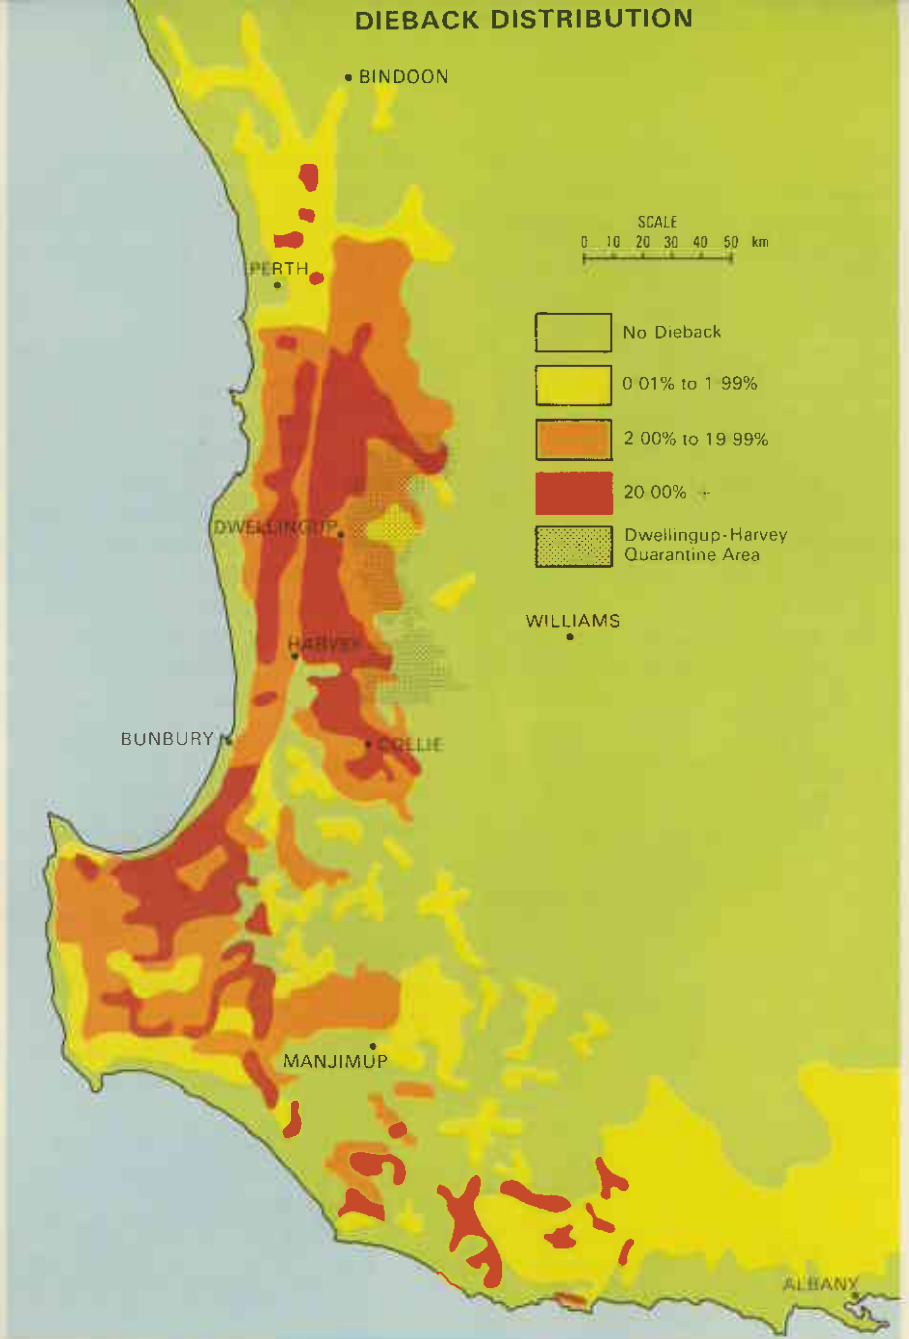 DIEBACK DISTRIBUTION
BINDOON
SCALE
0 10 20 30 40 50 km
PERTH
No Dieback
0 01% to 1 99%
2 00% to 19 99%
20 00% +
DWELLINGUP
Dwellingup-Harvey
Quarantine Area
WILLIAMS
HARVEY
BUNBURY
COLLIE
MANJIMUP
ALBANY